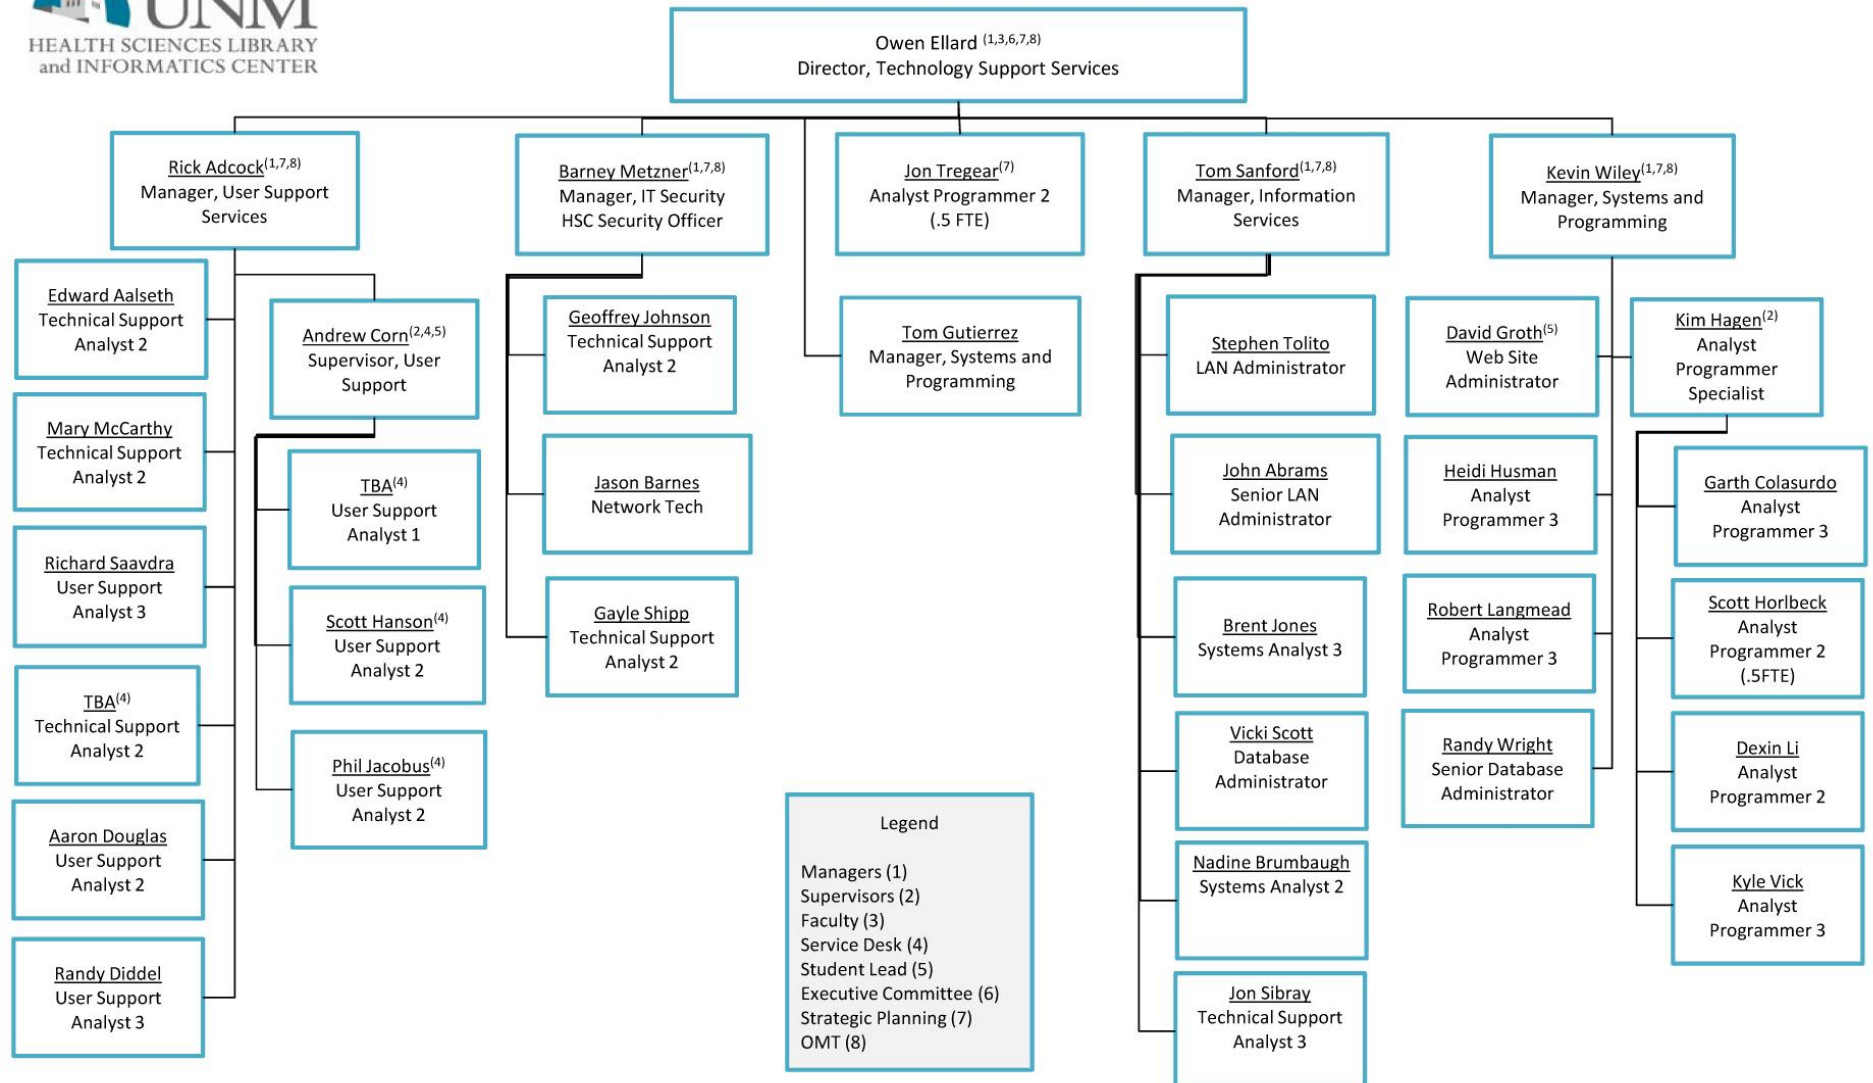 UNM
HEALTH SCIENCES LIBRARY
and INFORMATICS CENTER
Owen Ellard (1,3,6,7,8)
Director, Technology Support Services
Rick Adcock(1,7,8)
Manager, User Support
Services
Barney Metzner(1,7,8)
Manager, IT Security
HSC Security Officer
Jon Tregear(7)
Analyst Programmer 2
(.5 FTE)
Tom Sanford(1,7,8)
Manager, Information
Services
Kevin Wiley(1,7,8)
Manager, Systems and
Programming
Edward Aalseth
Technical Support
Analyst 2
Mary McCarthy
Technical Support
Analyst 2
Richard Saavdra
User Support
Analyst 3
TBA(4)
Technical Support
Analyst 2
Aaron Douglas
User Support
Analyst 2
Randy Diddel
User Support
Analyst 3
Andrew Corn(2,4,5)
Supervisor, User
Support
TBA(4)
User Support
Analyst 1
Scott Hanson(4)
User Support
Analyst 2
Phil Jacobus(4)
User Support
Analyst 2
Geoffrey Johnson
Technical Support
Analyst 2
Jason Barnes
Network Tech
Gayle Shipp
Technical Support
Analyst 2
Tom Gutierrez
Manager, Systems and
Programming
Stephen Tolito
LAN Administrator
John Abrams
Senior LAN
Administrator
Brent Jones
Systems Analyst 3
Vicki Scott
Database
Administrator
Nadine Brumbaugh
Systems Analyst 2
Jon Sibray
Technical Support
Analyst 3
David Groth(5)
Web Site
Administrator
Heidi Husman
Analyst
Programmer 3
Robert Langmead
Analyst
Programmer 3
Randy Wright
Senior Database
Administrator
Kim Hagen(2)
Analyst
Programmer
Specialist
Garth Colasurdo
Analyst
Programmer 3
Scott Horlbeck
Analyst
Programmer 2
(.5FTE)
Dexin Li
Analyst
Programmer 2
Kyle Vick
Analyst
Programmer 3
Legend
Managers (1)
Supervisors (2)
Faculty (3)
Service Desk (4)
Student Lead (5)
Executive Committee (6)
Strategic Planning (7)
OMT (8)